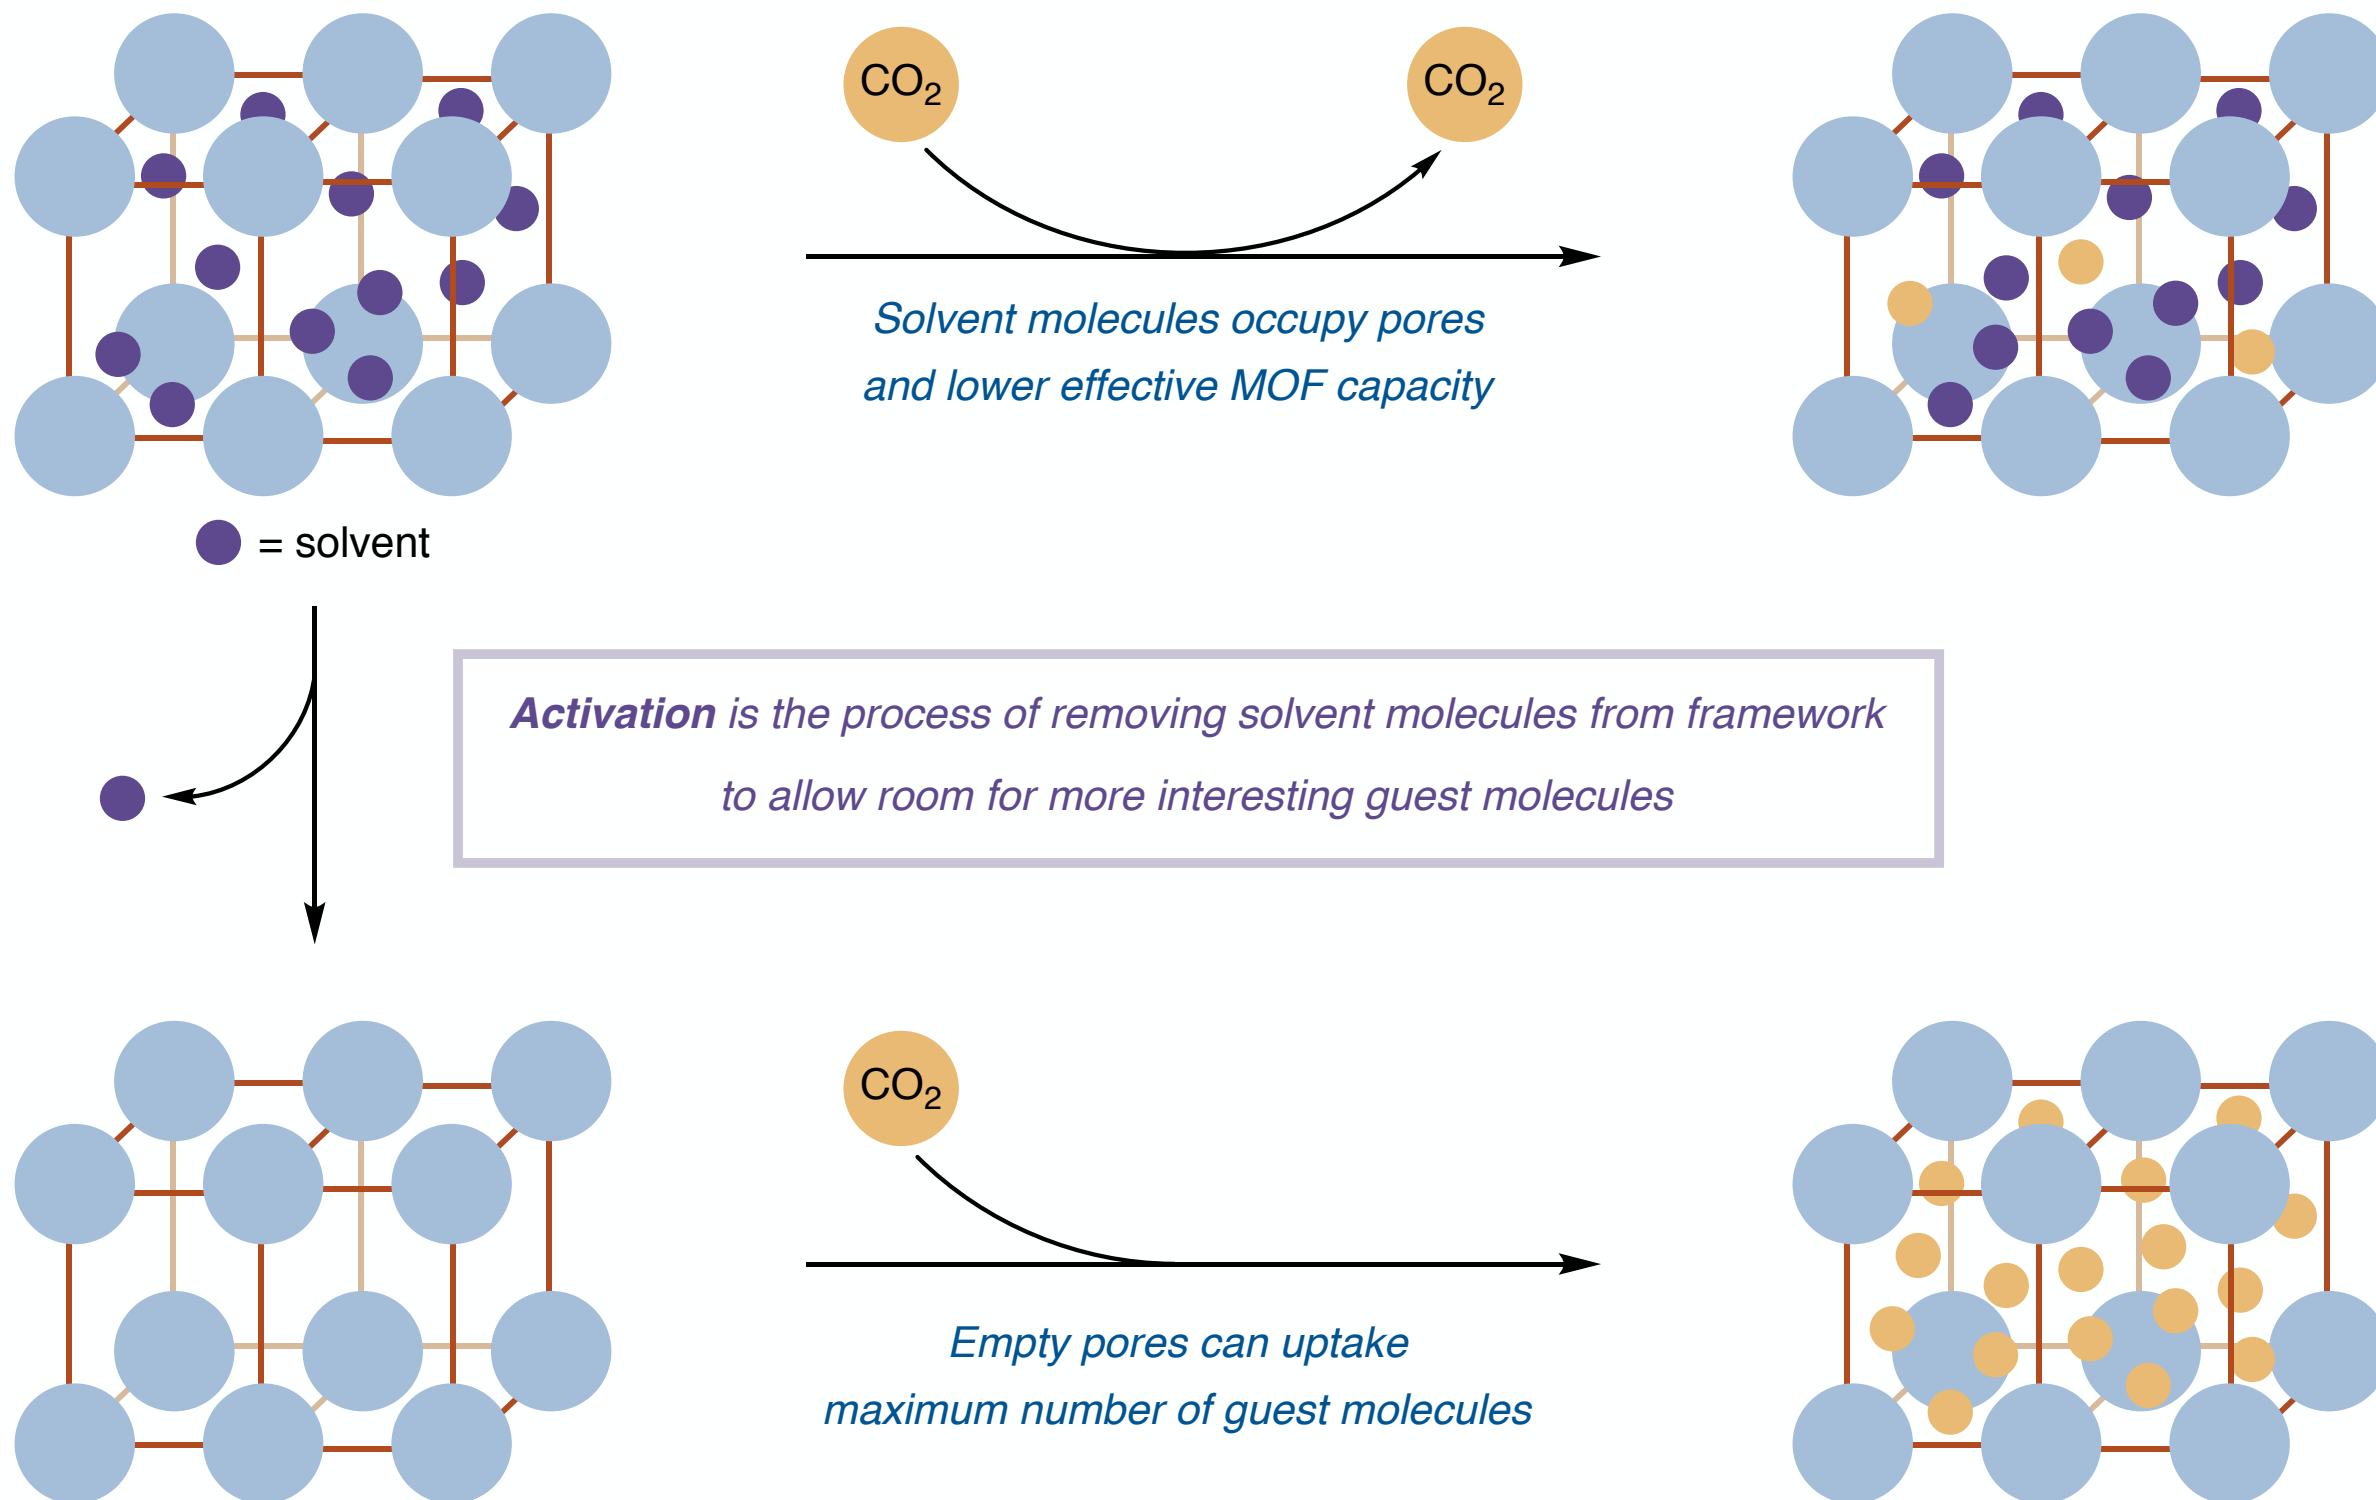 CO₂
CO₂
Solvent molecules occupy pores
and lower effective MOF capacity
= solvent
Activation is the process of removing solvent molecules from framework
to allow room for more interesting guest molecules
CO₂
Empty pores can uptake
maximum number of guest molecules